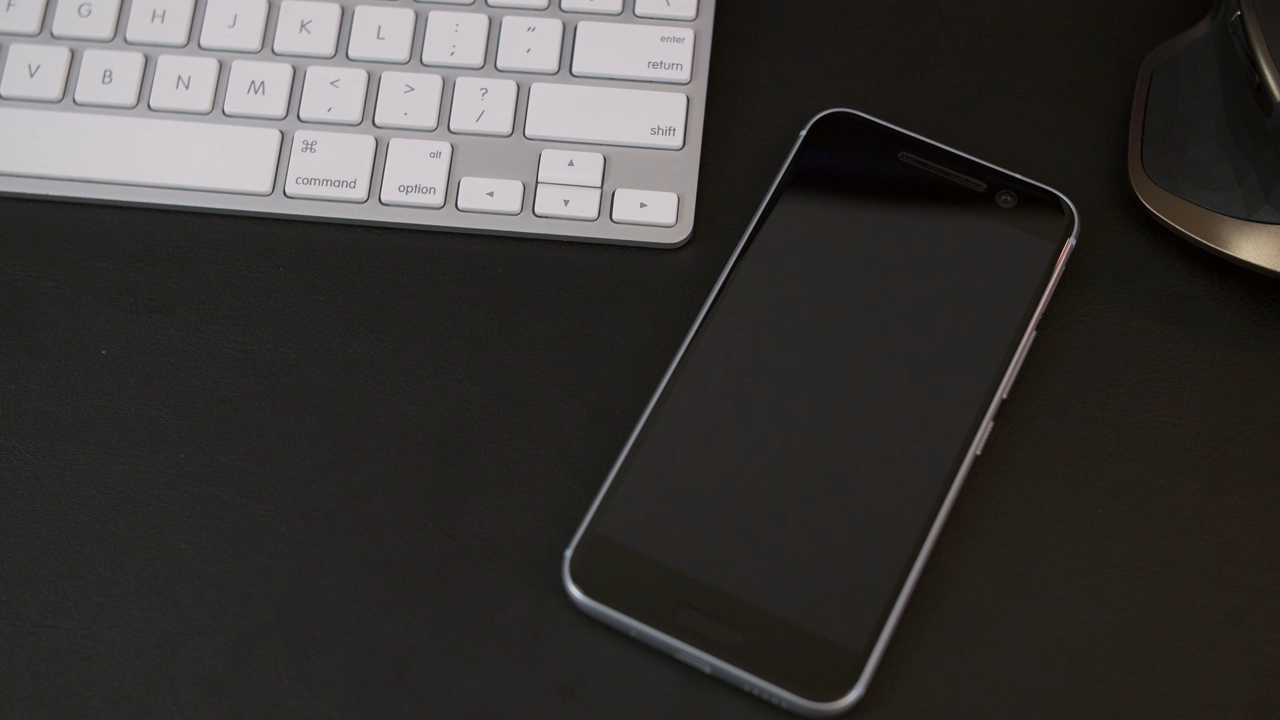 F G H J K L : ; " ' enter return
V B N M < , > . ? / shift
⌘ command alt option ▲
◄ ▼ ►